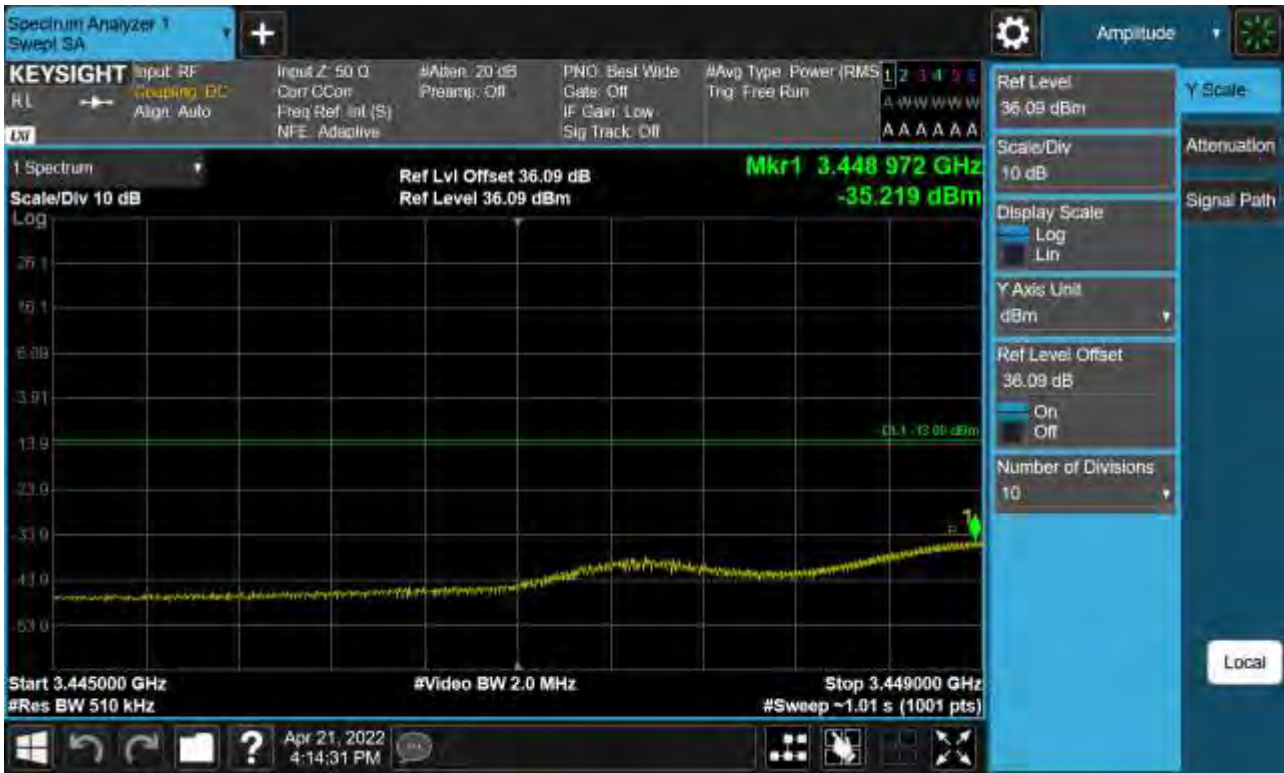 Spectrum Analyzer 1
Swept SA
Amplitude
KEYSIGHT
RL
LXI
Input: RF
Coupling: DC
Align: Auto
Input Z: 50 Ω
Corr CCorr
Freq Ref: Int (S)
NFE: Adaptive
#Atten: 20 dB
Preamp: Off
PNO: Best Wide
Gate: Off
IF Gain: Low
Sig Track: Off
#Avg Type: Power (RMS
Trig: Free Run
1 2 3 4 5 6
A W W W W W
A A A A A A
1 Spectrum
Scale/Div 10 dB
Log
Ref Lvl Offset 36.09 dB
Ref Level 36.09 dBm
Mkr1 3.448 972 GHz
-35.219 dBm
26.1
16.1
6.09
-3.91
-13.9
DL1 -13.00 dBm
-23.9
-33.9
-43.9
-53.9
1
Start 3.445000 GHz
#Res BW 510 kHz
#Video BW 2.0 MHz
Stop 3.449000 GHz
#Sweep ~1.01 s (1001 pts)
Ref Level
36.09 dBm
Scale/Div
10 dB
Display Scale
Log
Lin
Y Axis Unit
dBm
Ref Level Offset
36.09 dB
On
Off
Number of Divisions
10
Y Scale
Attenuation
Signal Path
Local
?
Apr 21, 2022
4:14:31 PM